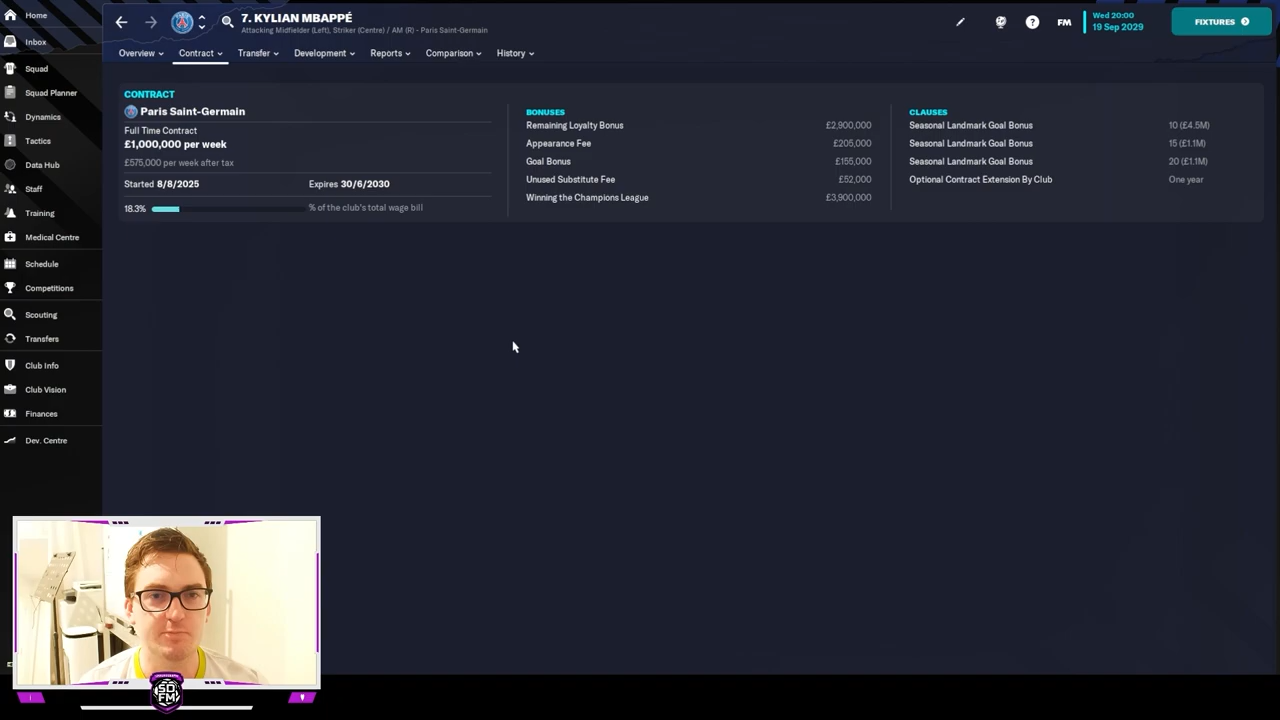 Home
Inbox
Squad
Squad Planner
Dynamics
Tactics
Data Hub
Staff
Training
Medical Centre
Schedule
Competitions
Scouting
Transfers
Club Info
Club Vision
Finances
Dev. Centre
7. KYLIAN MBAPPÉ
Attacking Midfielder (Left), Striker (Centre) / AM (R) - Paris Saint-Germain
FM
Wed 20:00
19 Sep 2029
FIXTURES
Overview Contract Transfer Development Reports Comparison History
CONTRACT
Paris Saint-Germain
Full Time Contract
£1,000,000 per week
£575,000 per week after tax
Started 8/8/2025 Expires 30/6/2030
18.3% % of the club's total wage bill
BONUSES
Remaining Loyalty Bonus £2,900,000
Appearance Fee £205,000
Goal Bonus £155,000
Unused Substitute Fee £52,000
Winning the Champions League £3,900,000
CLAUSES
Seasonal Landmark Goal Bonus 10 (£4.5M)
Seasonal Landmark Goal Bonus 15 (£1.1M)
Seasonal Landmark Goal Bonus 20 (£1.1M)
Optional Contract Extension By Club One year
SD
FM